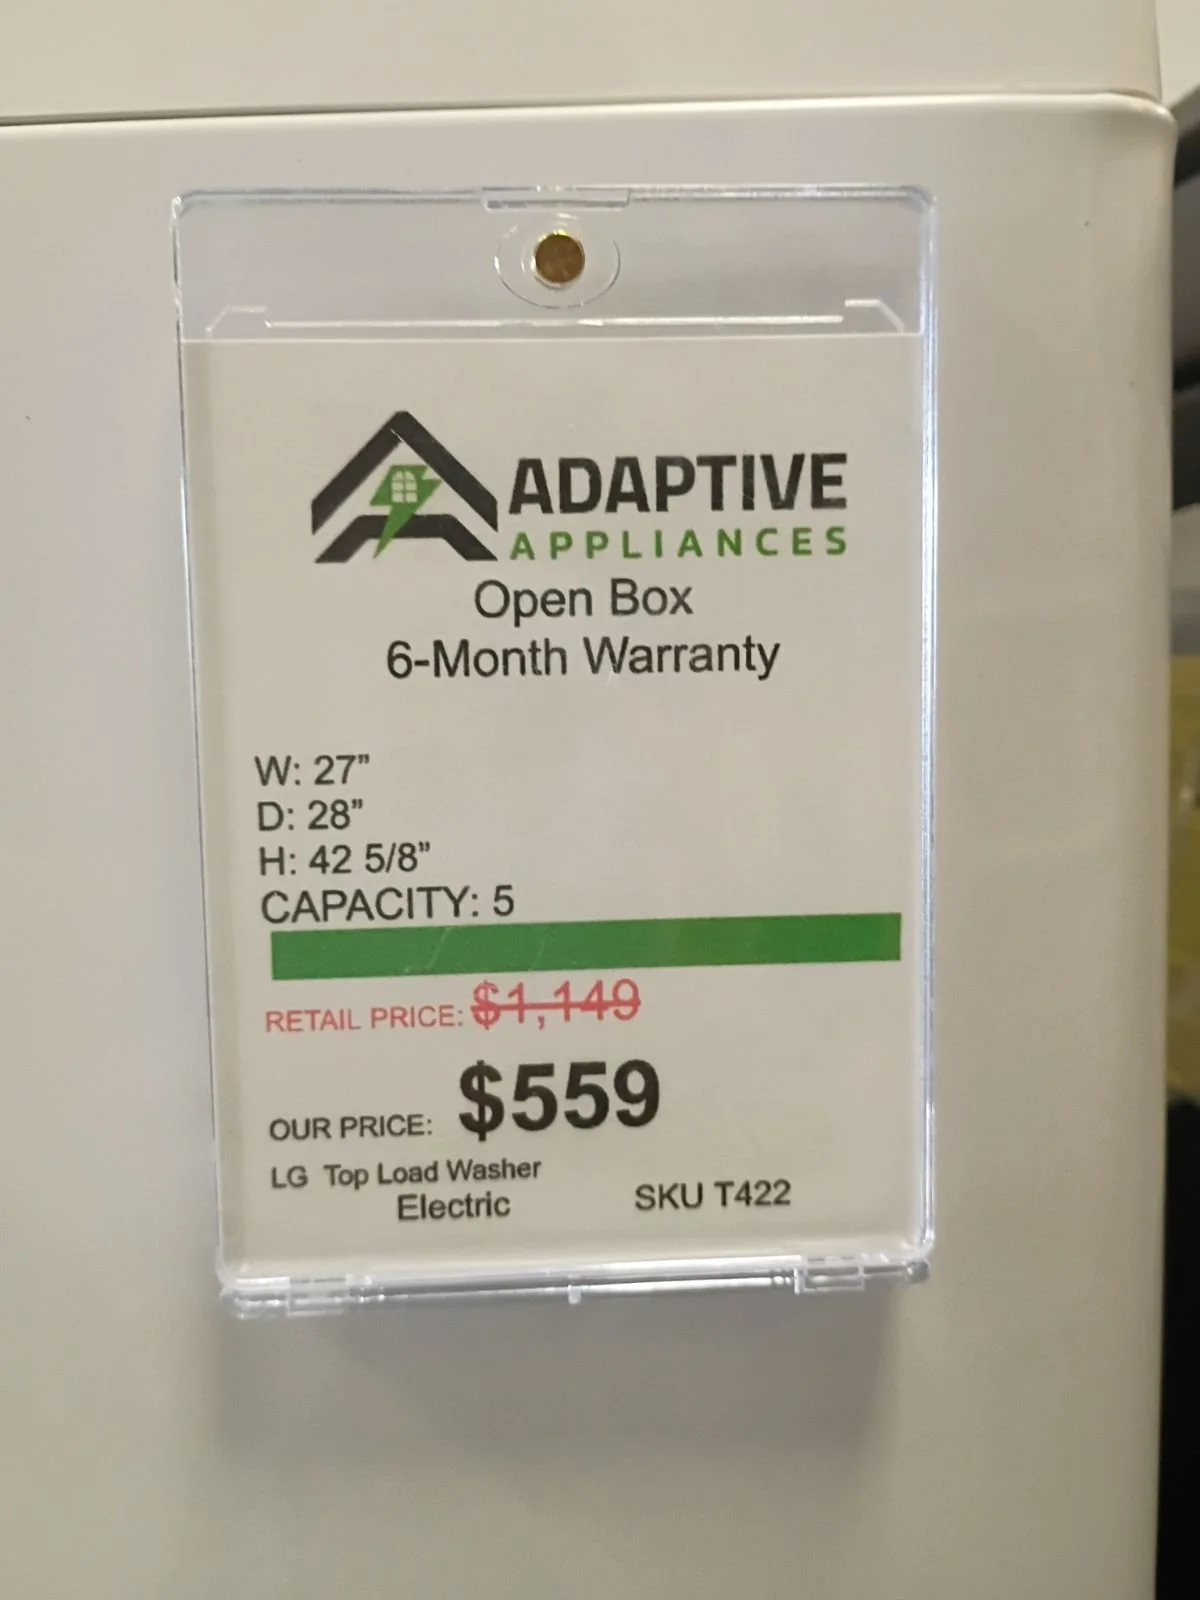 ADAPTIVE
APPLIANCES
Open Box
6-Month Warranty
W: 27”
D: 28”
H: 42 5/8”
CAPACITY: 5
RETAIL PRICE: $1,149
OUR PRICE: $559
LG Top Load Washer
Electric SKU T422